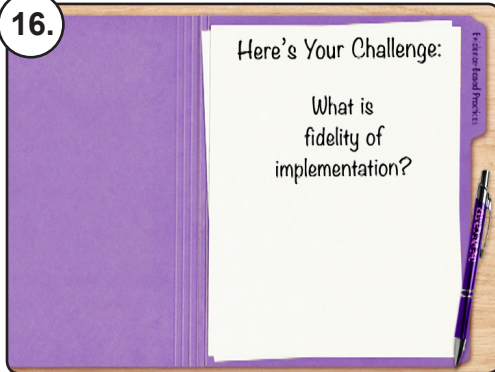 16.
Here's Your Challenge:
What is
fidelity of
implementation?